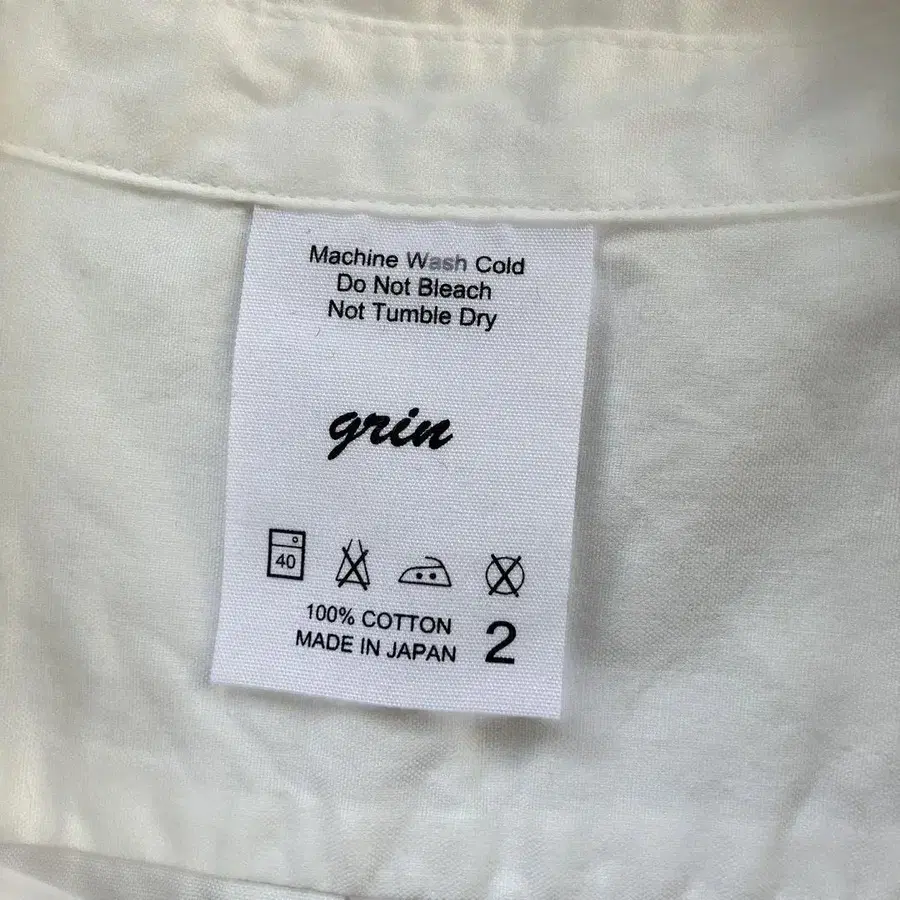 Machine Wash Cold
Do Not Bleach
Not Tumble Dry
grin
40
100% COTTON
MADE IN JAPAN
2